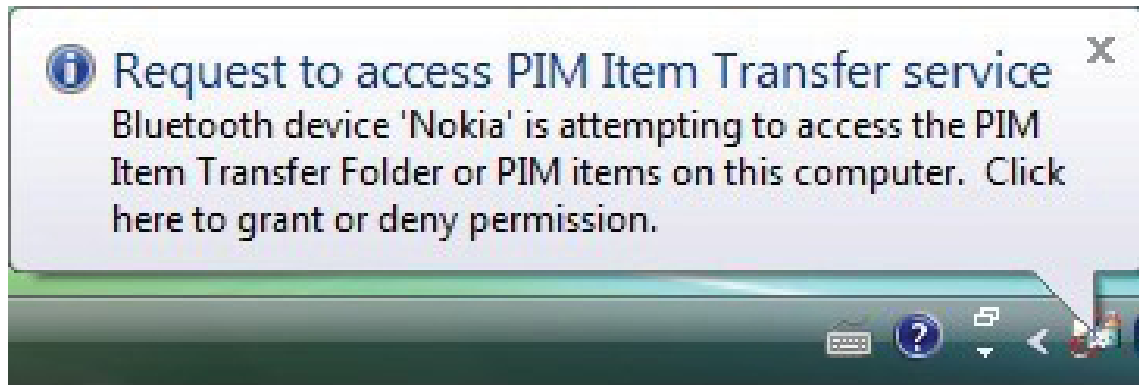 Request to access PIM Item Transfer service
Bluetooth device 'Nokia' is attempting to access the PIM
Item Transfer Folder or PIM items on this computer.  Click
here to grant or deny permission.